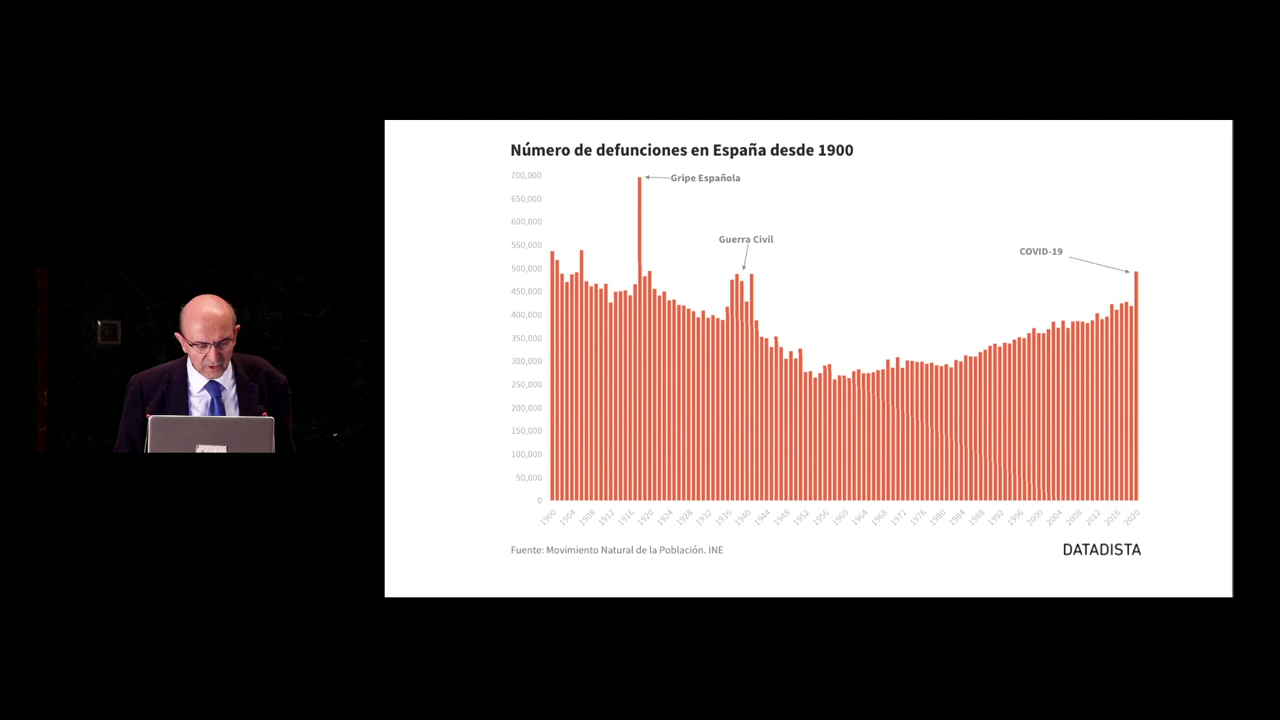 Número de defunciones en España desde 1900
700,000
Gripe Española
650,000
600,000
550,000
Guerra Civil
COVID-19
500,000
450,000
400,000
350,000
300,000
250,000
200,000
150,000
100,000
50,000
0
1900 1904 1908 1912 1916 1920 1924 1928 1932 1936 1940 1944 1948 1952 1956 1960 1964 1968 1972 1976 1980 1984 1988 1992 1996 2000 2004 2008 2012 2016 2020
Fuente: Movimiento Natural de la Población. INE
DATADISTA